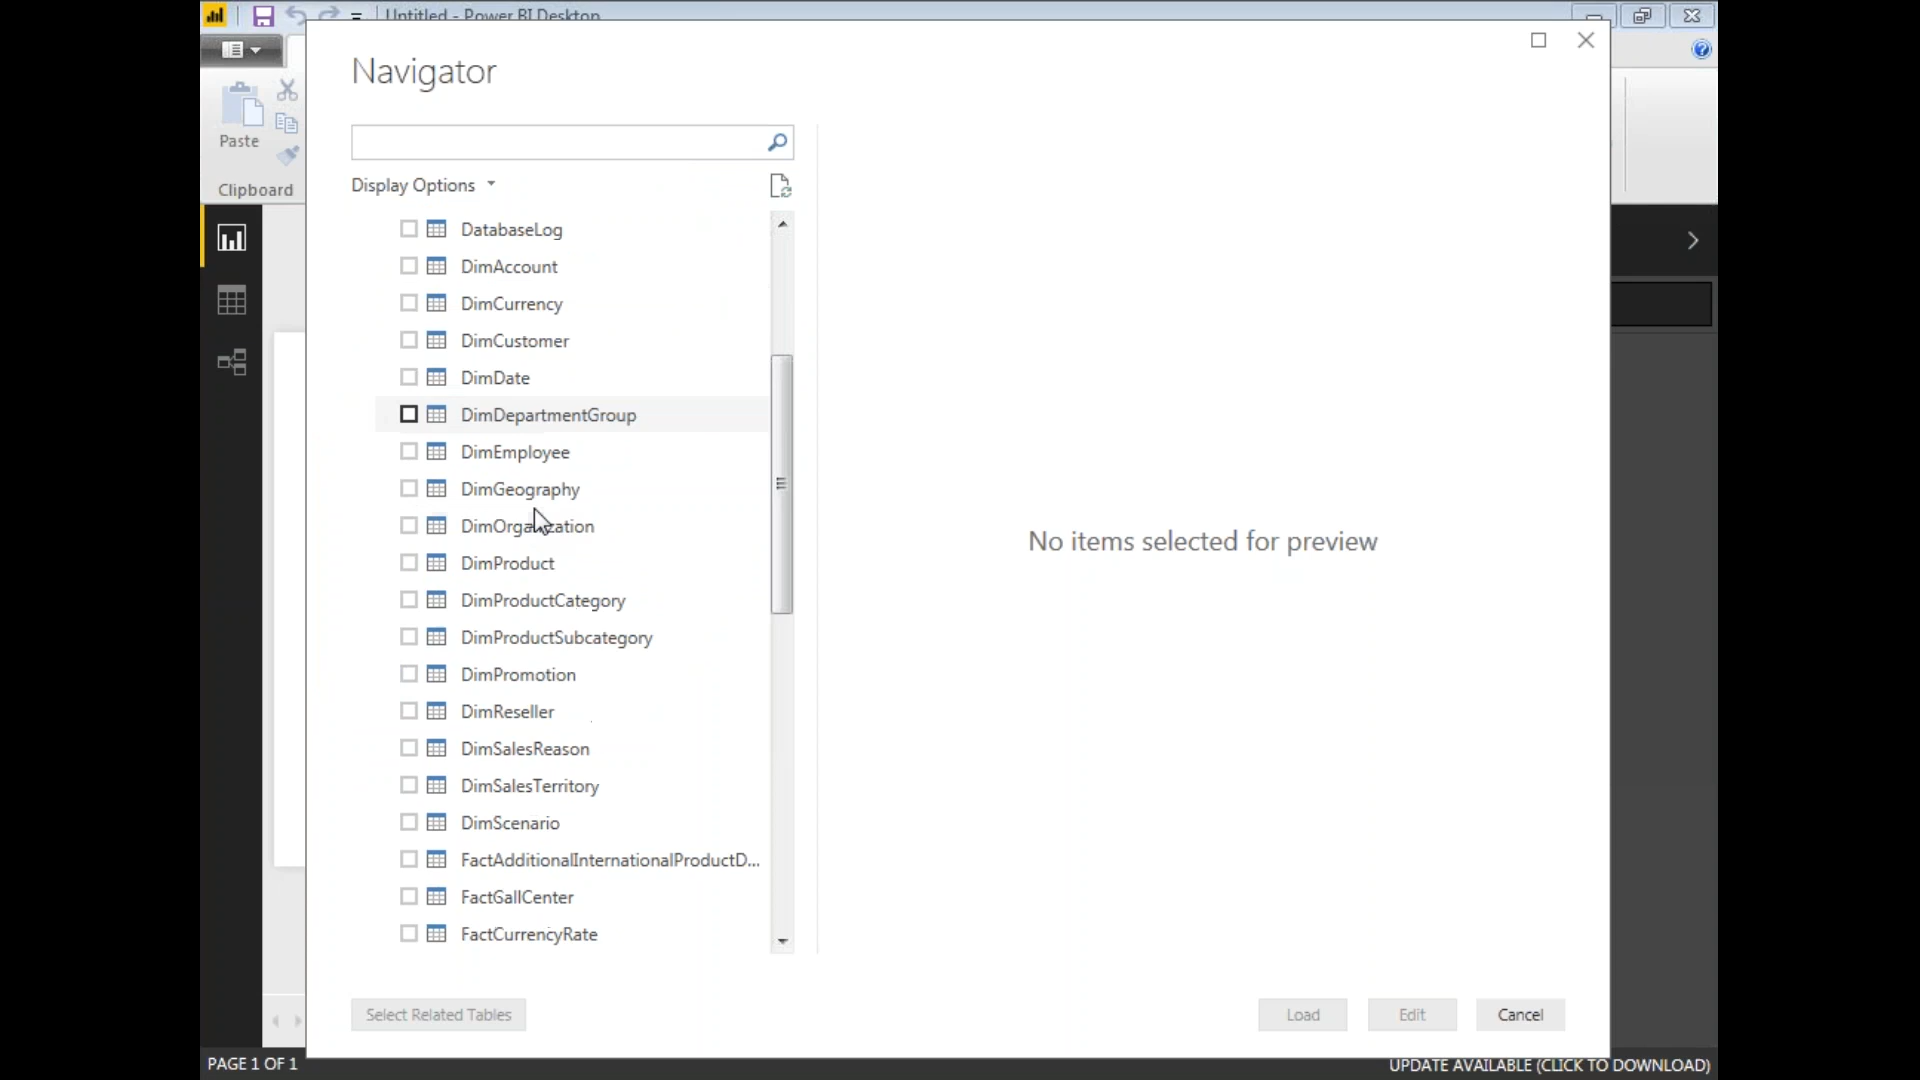 Untitled - Power BI Desktop
Navigator
Paste
Clipboard
Display Options
DatabaseLog
DimAccount
DimCurrency
DimCustomer
DimDate
DimDepartmentGroup
DimEmployee
DimGeography
DimOrganization
DimProduct
DimProductCategory
DimProductSubcategory
DimPromotion
DimReseller
DimSalesReason
DimSalesTerritory
DimScenario
FactAdditionalInternationalProductD...
FactGallCenter
FactCurrencyRate
No items selected for preview
Select Related Tables
Load
Edit
Cancel
PAGE 1 OF 1
UPDATE AVAILABLE (CLICK TO DOWNLOAD)